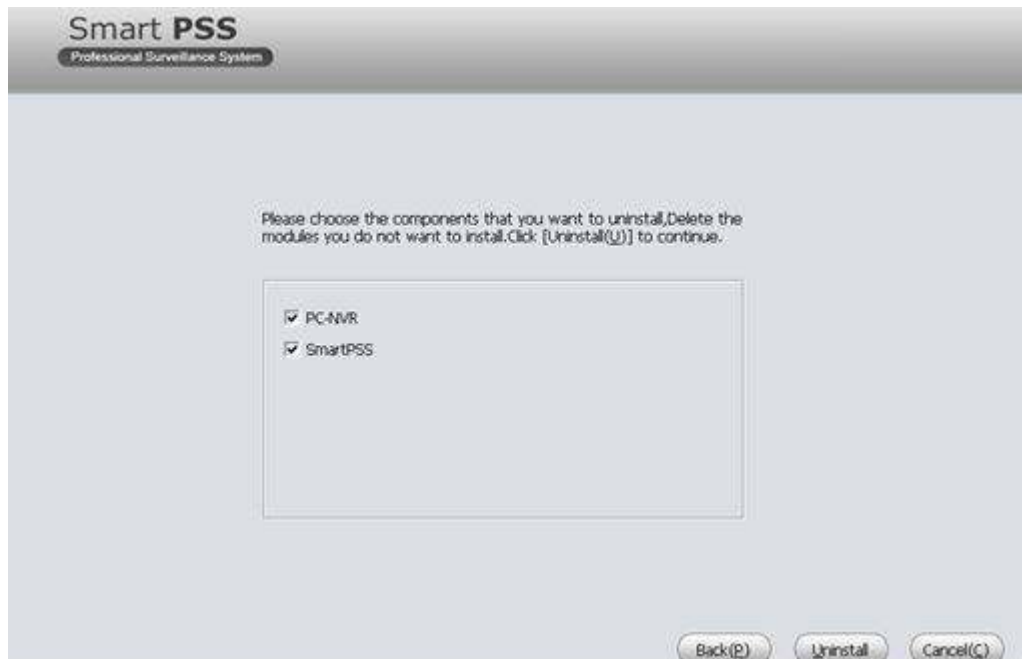 Smart PSS
Professional Surveillance System
Please choose the components that you want to uninstall,Delete the
modules you do not want to install.Click [Uninstall(U)] to continue.
PC-NVR
SmartPSS
Back(P) Uninstall Cancel(C)